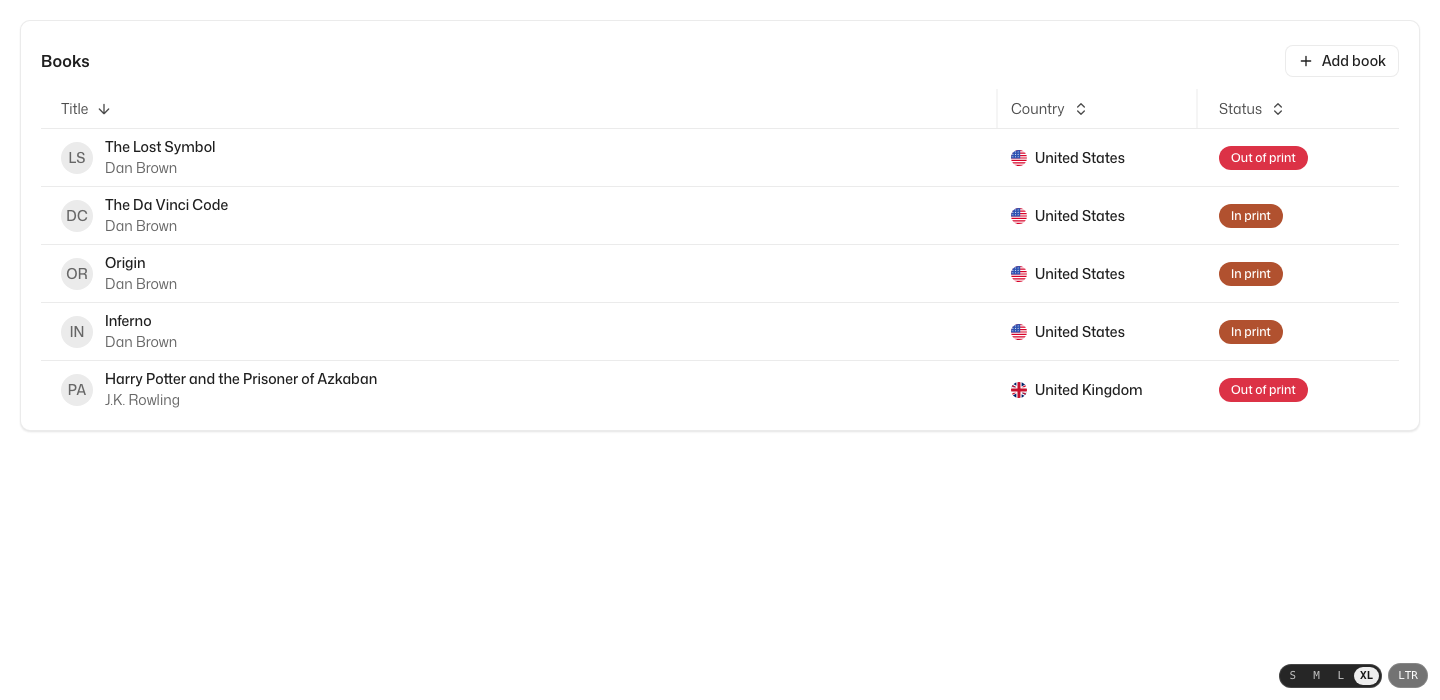 Books
Add book
Title
Country
Status
LS
The Lost Symbol
Dan Brown
United States
Out of print
DC
The Da Vinci Code
Dan Brown
United States
In print
OR
Origin
Dan Brown
United States
In print
IN
Inferno
Dan Brown
United States
In print
PA
Harry Potter and the Prisoner of Azkaban
J.K. Rowling
United Kingdom
Out of print
S M L XL LTR